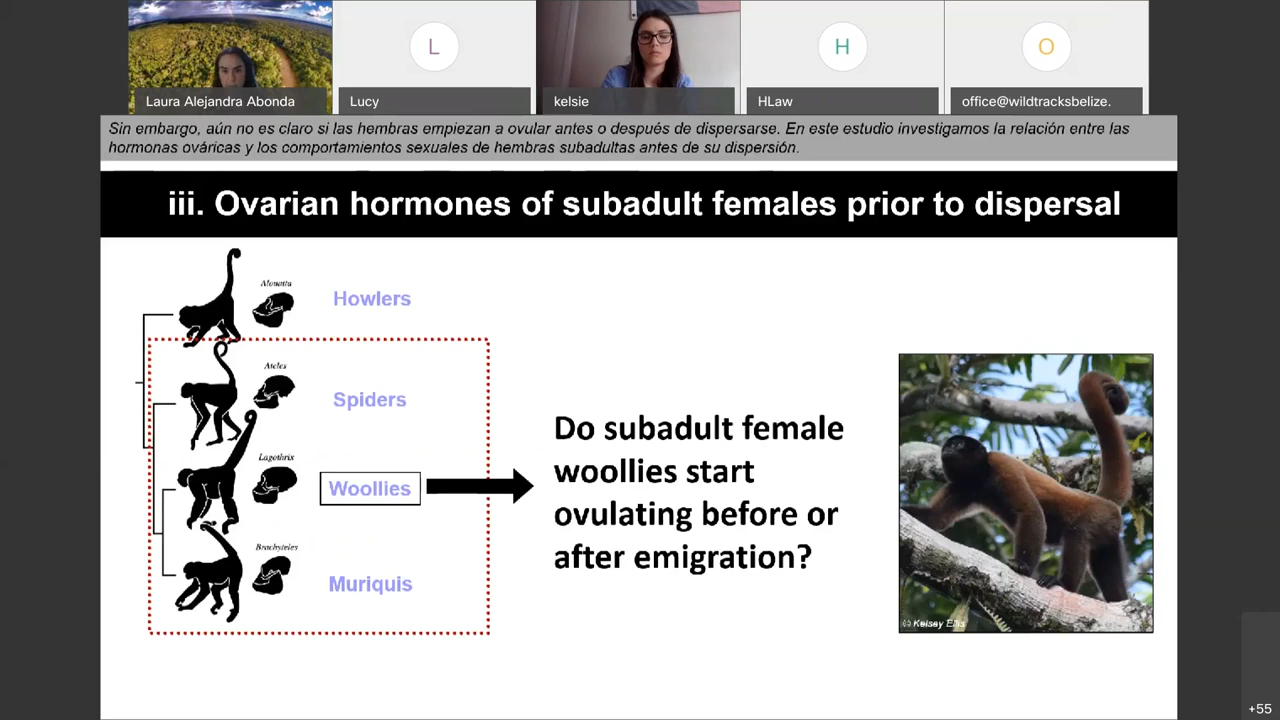 L
H
O
Laura Alejandra Abonda
Lucy
kelsie
HLaw
office@wildtracksbelize.
Sin embargo, aún no es claro si las hembras empiezan a ovular antes o después de dispersarse. En este estudio investigamos la relación entre las
hormonas ováricas y los comportamientos sexuales de hembras subadultas antes de su dispersión.
iii. Ovarian hormones of subadult females prior to dispersal
Alouatta
Howlers
Ateles
Spiders
Lagothrix
Woollies
Brachyteles
Muriquis
Do subadult female
woollies start
ovulating before or
after emigration?
© Kelsey Ellis
+55